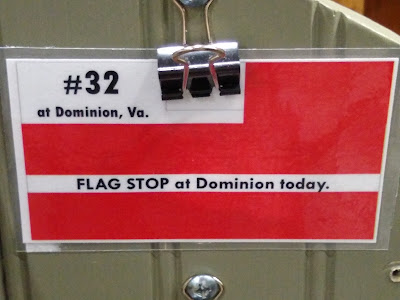 #32
at Dominion, Va.
FLAG STOP at Dominion today.